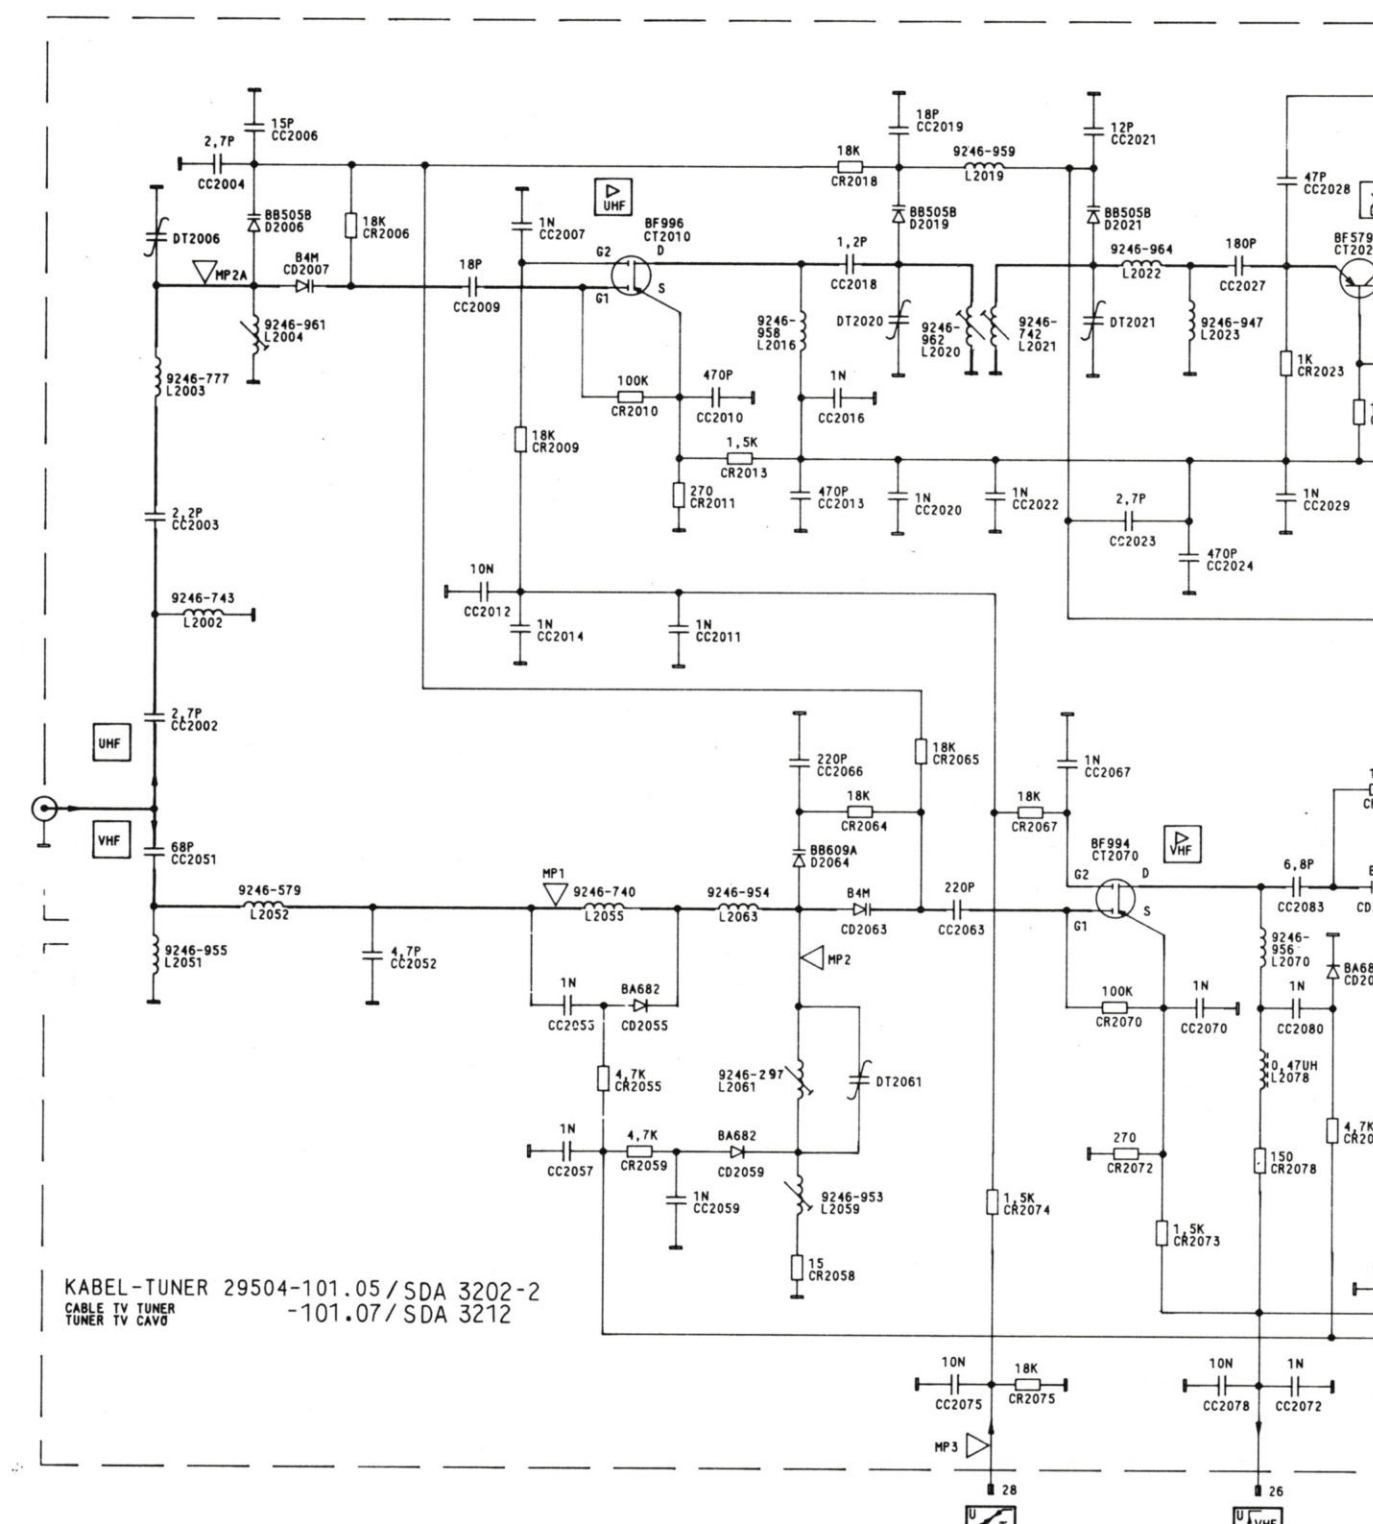 15P
CC2006
2,7P
CC2004
18P
CC2019
12P
CC2021
18K
CR2018
9246-959
L2019
47P
CC2028
DT2006
BB505B
D2006
18K
CR2006
UHF
1N
CC2007
BF996
CT2010
G2
D
S
G1
BB505B
D2019
BB505B
D2021
1,2P
CC2018
9246-964
L2022
180P
CC2027
BF579
CT202
MP2A
B4M
CD2007
18P
CC2009
9246-961
L2004
9246-
958
L2016
DT2020
9246-
962
L2020
9246-
742
L2021
DT2021
9246-947
L2023
9246-777
L2003
100K
CR2010
470P
CC2010
1N
CC2016
1K
CR2023
18K
CR2009
1,5K
CR2013
270
CR2011
470P
CC2013
1N
CC2020
1N
CC2022
2,7P
CC2023
1N
CC2029
2,2P
CC2003
470P
CC2024
10N
CC2012
9246-743
L2002
1N
CC2014
1N
CC2011
2,7P
CC2002
UHF
VHF
68P
CC2051
220P
CC2066
18K
CR2065
1N
CC2067
18K
CR2064
18K
CR2067
BB609A
D2064
BF994
CT2070
VHF
G2
D
S
G1
6,8P
CC2083
MP1
9246-579
L2052
9246-740
L2055
9246-954
L2063
B4M
CD2063
220P
CC2063
9246-955
L2051
4,7P
CC2052
MP2
9246-
956
L2070
BA68
CD20
1N
CC2055
BA682
CD2055
100K
CR2070
1N
CC2070
1N
CC2080
4,7K
CR2055
9246-297
L2061
DT2061
0,47UH
L2078
1N
CC2057
4,7K
CR2059
BA682
CD2059
270
CR2072
150
CR2078
4,7K
CR20
1N
CC2059
9246-953
L2059
1,5K
CR2074
1,5K
CR2073
15
CR2058
KABEL-TUNER 29504-101.05/SDA 3202-2
CABLE TV TUNER
TUNER TV CAVO
-101.07/SDA 3212
10N
CC2075
18K
CR2075
10N
CC2078
1N
CC2072
MP3
28
26
U
U
VHF